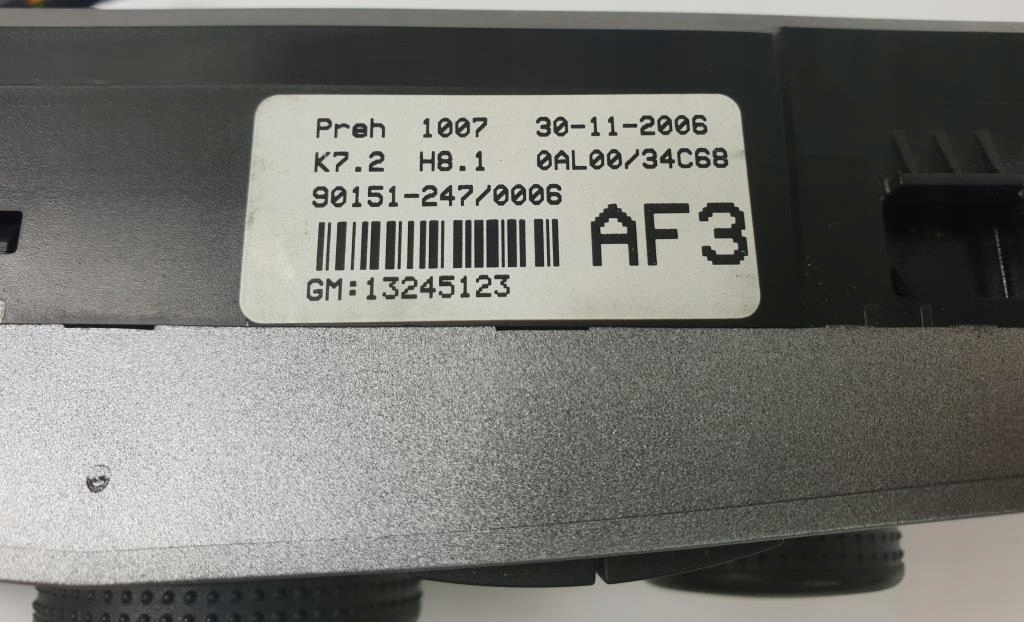 Preh 1007 30-11-2006
K7.2 H8.1 0AL00/34C68
90151-247/0006
AF3
GM:13245123